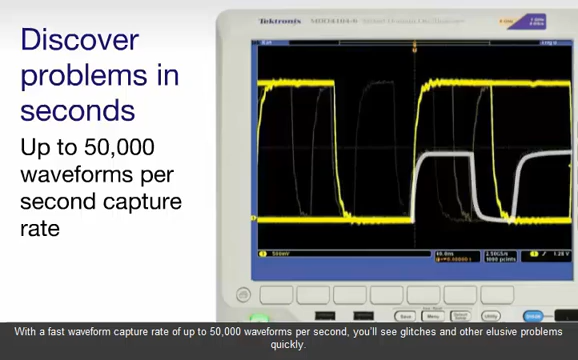 Discover
problems in
seconds
Up to 50,000
waveforms per
second capture
rate
Tektronix
500mV
Save
Menu
Utility
With a fast waveform capture rate of up to 50,000 waveforms per second, you'll see glitches and other elusive problems
quickly.